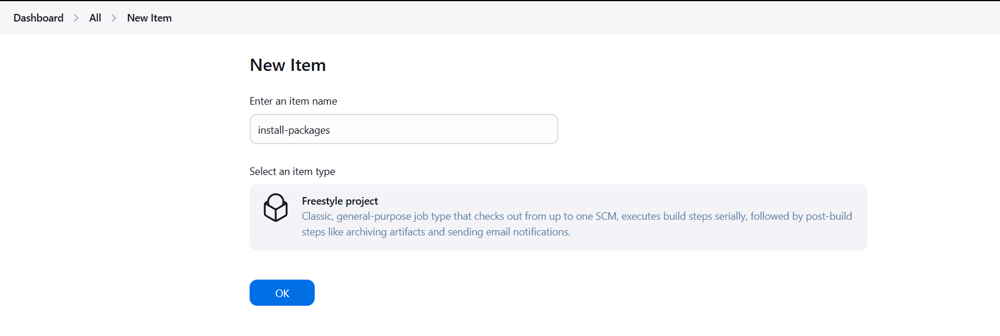 Dashboard > All > New Item
New Item
Enter an item name
install-packages
Select an item type
Freestyle project
Classic, general-purpose job type that checks out from up to one SCM, executes build steps serially, followed by post-build
steps like archiving artifacts and sending email notifications.
OK